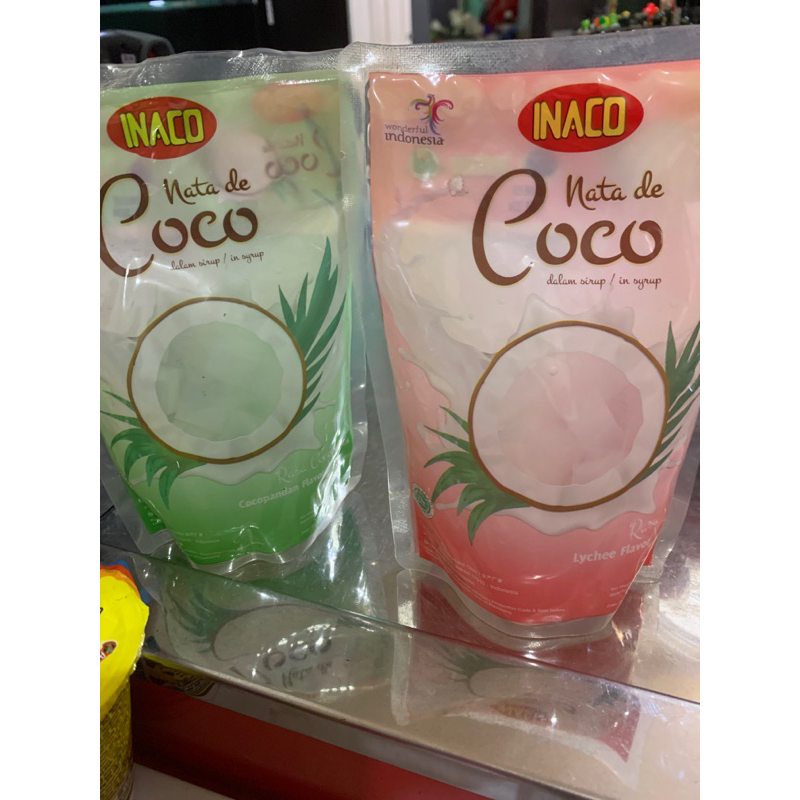 INACO
Nata de
Coco
dalam sirup / in syrup
Cocopandan Flavo
wonderful
indonesia
INACO
Nata de
Coco
dalam sirup / in syrup
Lychee Flavo